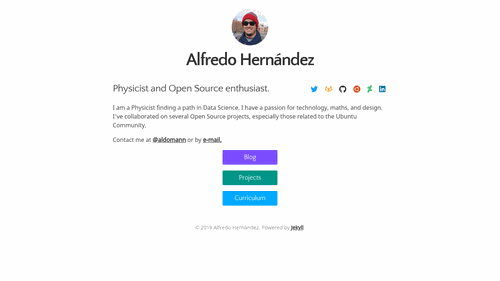 Alfredo Hernández
Physicist and Open Source enthusiast.
I am a Physicist finding a path in Data Science. I have a passion for technology, maths, and design.
I've collaborated on several Open Source projects, especially those related to the Ubuntu
Community.
Contact me at @aldomann or by e-mail.
Blog
Projects
Curriculum
© 2016 Alfredo Hernández. Powered by Jekyll